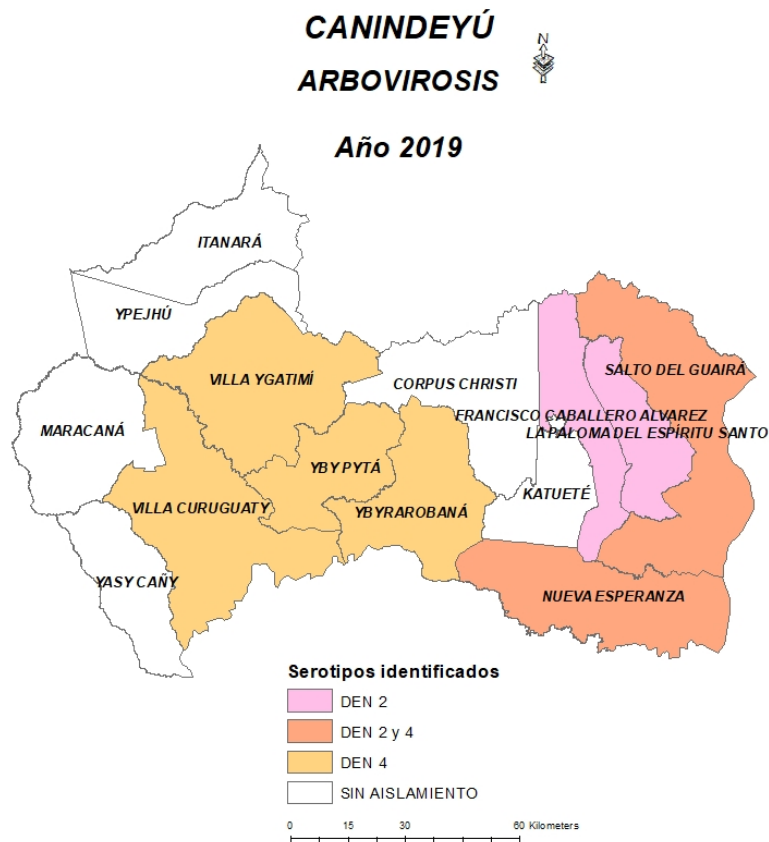 CANINDEYÚ
N
ARBOVIROSIS
Año 2019
ITANARÁ
YPEJHÚ
VILLA YGATIMÍ
SALTO DEL GUAIRÁ
CORPUS CHRISTI
FRANCISCO CABALLERO ALVAREZ
MARACANÁ
LA PALOMA DEL ESPÍRITU SANTO
YBY PYTÁ
KATUETÉ
VILLA CURUGUATY
YBYRAROBANÁ
YASY CAÑY
NUEVA ESPERANZA
Serotipos identificados
DEN 2
DEN 2 y 4
DEN 4
SIN AISLAMIENTO
0 15 30 60 Kilometers